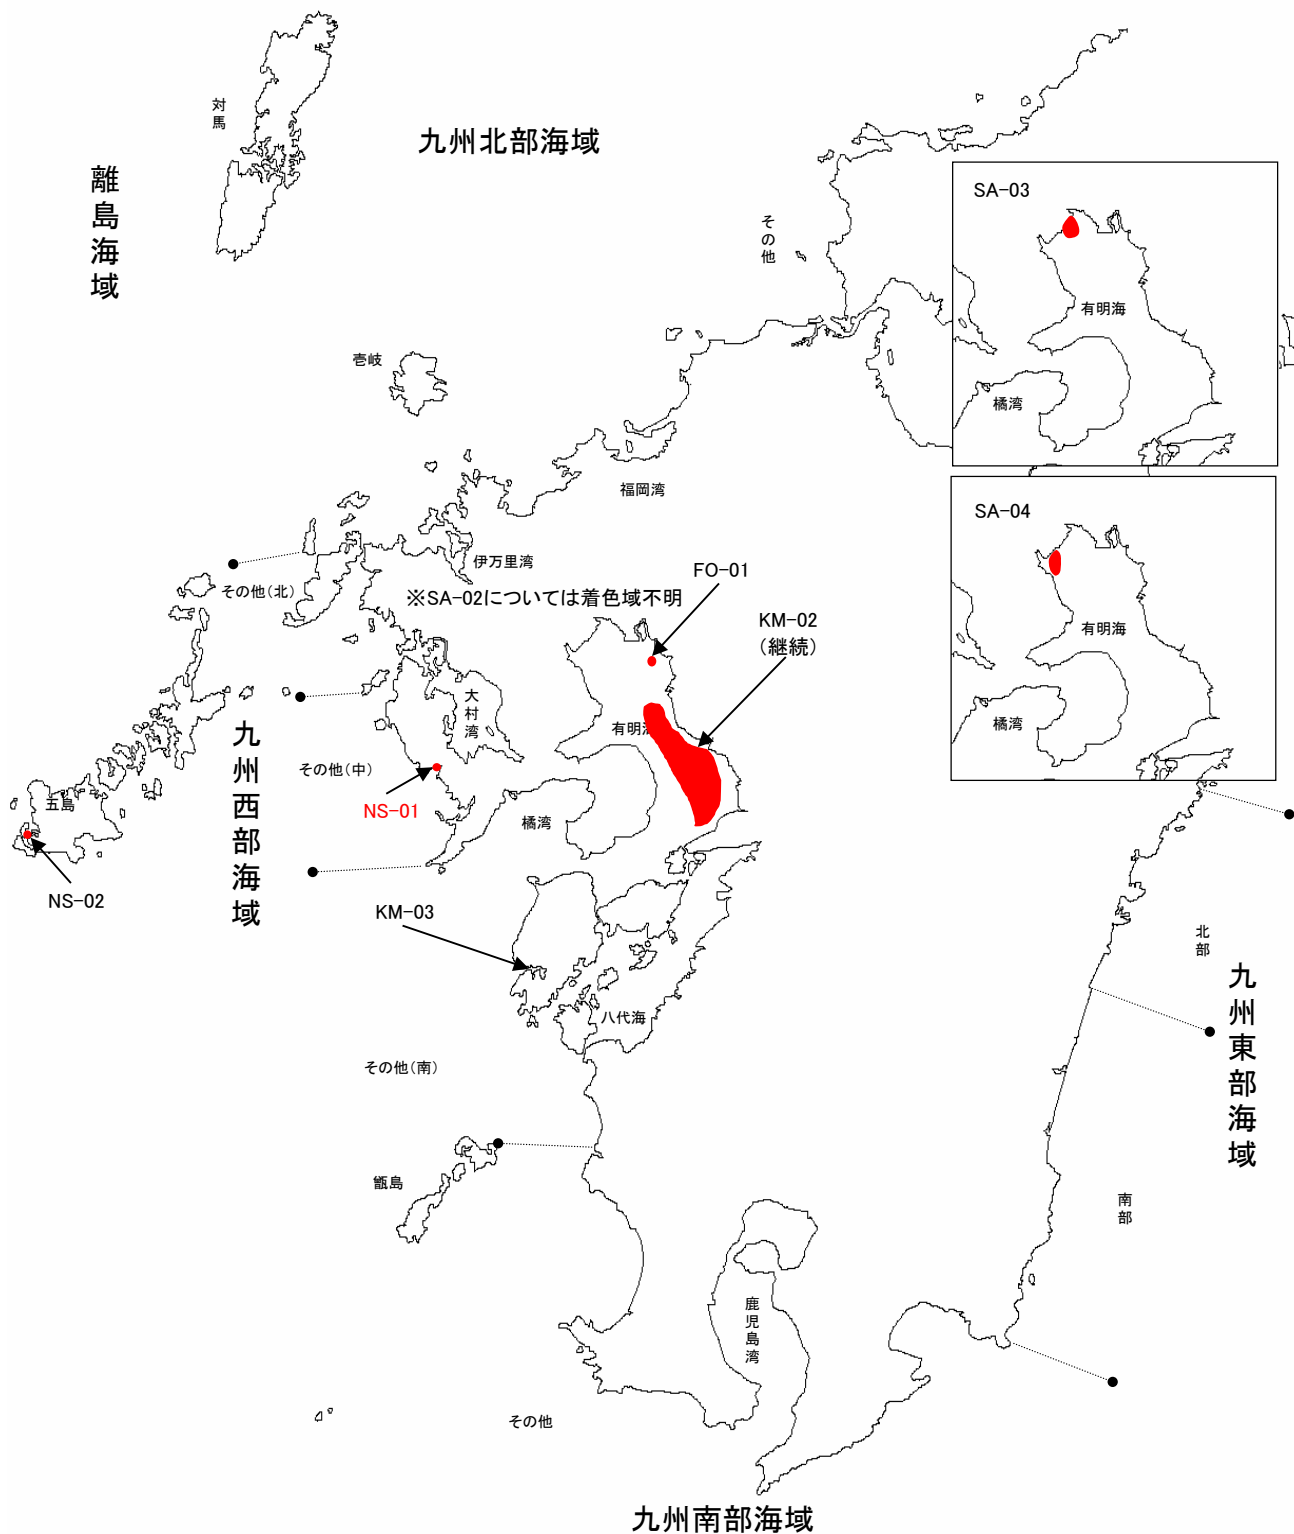 対馬
九州北部海域
離島海域
その他
SA-03
有明海
橘湾
壱岐
福岡湾
SA-04
有明海
橘湾
伊万里湾
その他(北)
※SA-02については着色域不明
FO-01
KM-02
(継続)
大村湾
有明海
九州西部海域
その他(中)
NS-01
五島
橘湾
NS-02
KM-03
北部
九州東部海域
八代海
その他(南)
甑島
南部
鹿児島湾
その他
九州南部海域